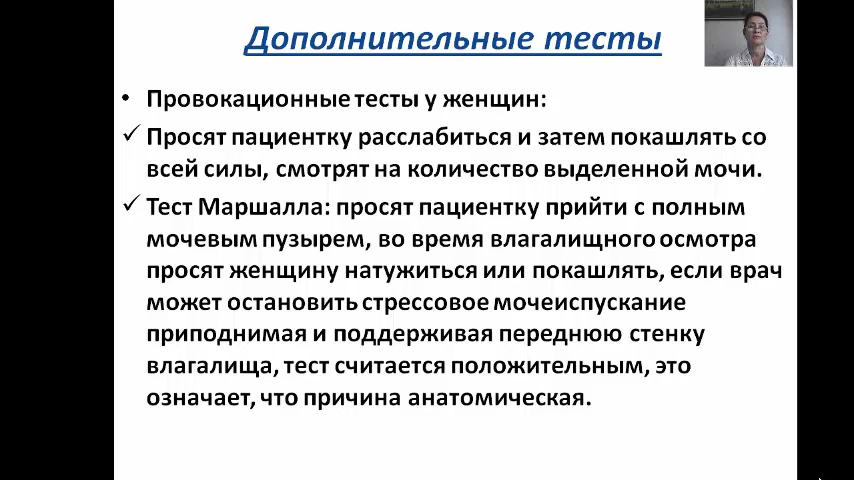 Дополнительные тесты
• Провокационные тесты у женщин:
✓ Просят пациентку расслабиться и затем покашлять со
всей силы, смотрят на количество выделенной мочи.
✓ Тест Маршалла: просят пациентку прийти с полным
мочевым пузырем, во время влагалищного осмотра
просят женщину натужиться или покашлять, если врач
может остановить стрессовое мочеиспускание
приподнимая и поддерживая переднюю стенку
влагалища, тест считается положительным, это
означает, что причина анатомическая.